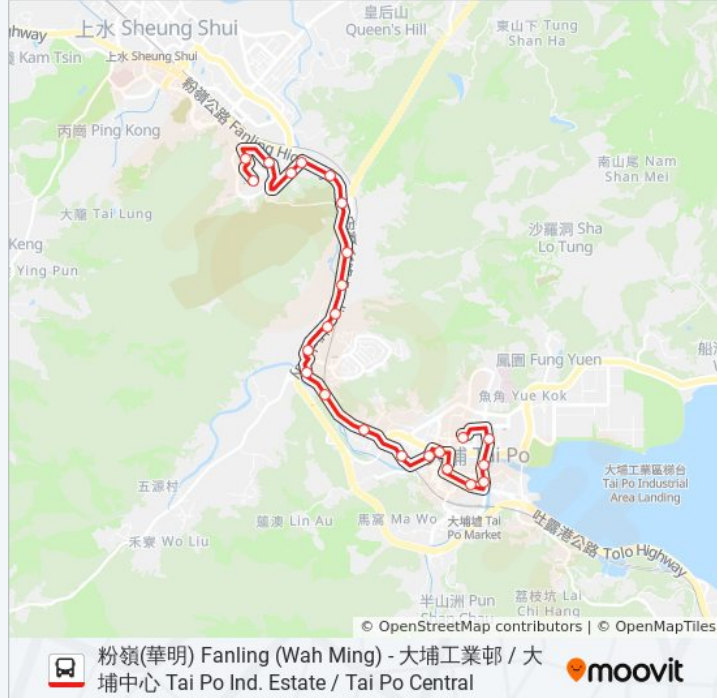 皇后山
Queen's Hill
東山下 Tung
Shan Ha
上水 Sheung Shui
上水 Sheung Shui
Kam Tsin
粉嶺公路 Fanling Hig
丙崗 Ping Kong
南山尾 Nam
Shan Mei
大隴 Tai Lung
沙羅洞 Sha
Lo Tung
Keng
Ying Pun
鳳園 Fung Yuen
魚角 Yue Kok
埔 Tai Po
大埔工業區梯台
Tai Po Industrial
Area Landing
五源村
蓮澳 Lin Au
馬窩 Ma Wo
大埔墟 Tai
Po Market
禾寮 Wo Liu
吐露港公路 Tolo Highway
半山洲 Pun
荔枝坑 Lai
Chi Hang
© OpenStreetMap contributors | © OpenMapTiles
粉嶺(華明) Fanling (Wah Ming) - 大埔工業邨 / 大
埔中心 Tai Po Ind. Estate / Tai Po Central
moovit